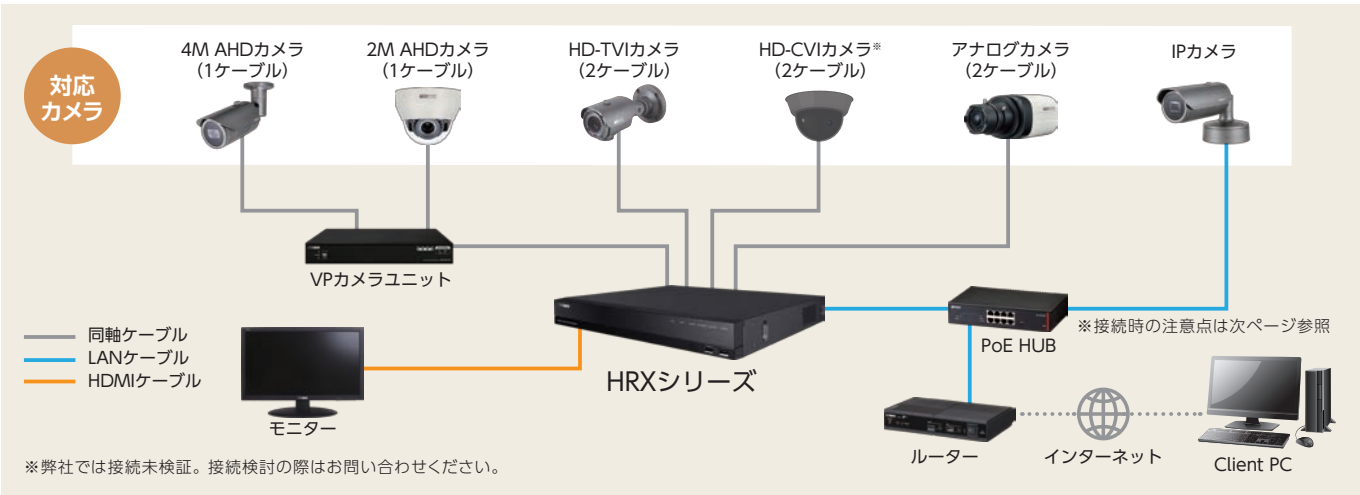 対応
カメラ
4M AHDカメラ
(1ケーブル)
2M AHDカメラ
(1ケーブル)
HD-TVIカメラ
(2ケーブル)
HD-CVIカメラ※
(2ケーブル)
アナログカメラ
(2ケーブル)
IPカメラ
VPカメラユニット
同軸ケーブル
LANケーブル
HDMIケーブル
モニター
HRXシリーズ
PoE HUB
※接続時の注意点は次ページ参照
ルーター
インターネット
Client PC
※弊社では接続未検証。接続検討の際はお問い合わせください。